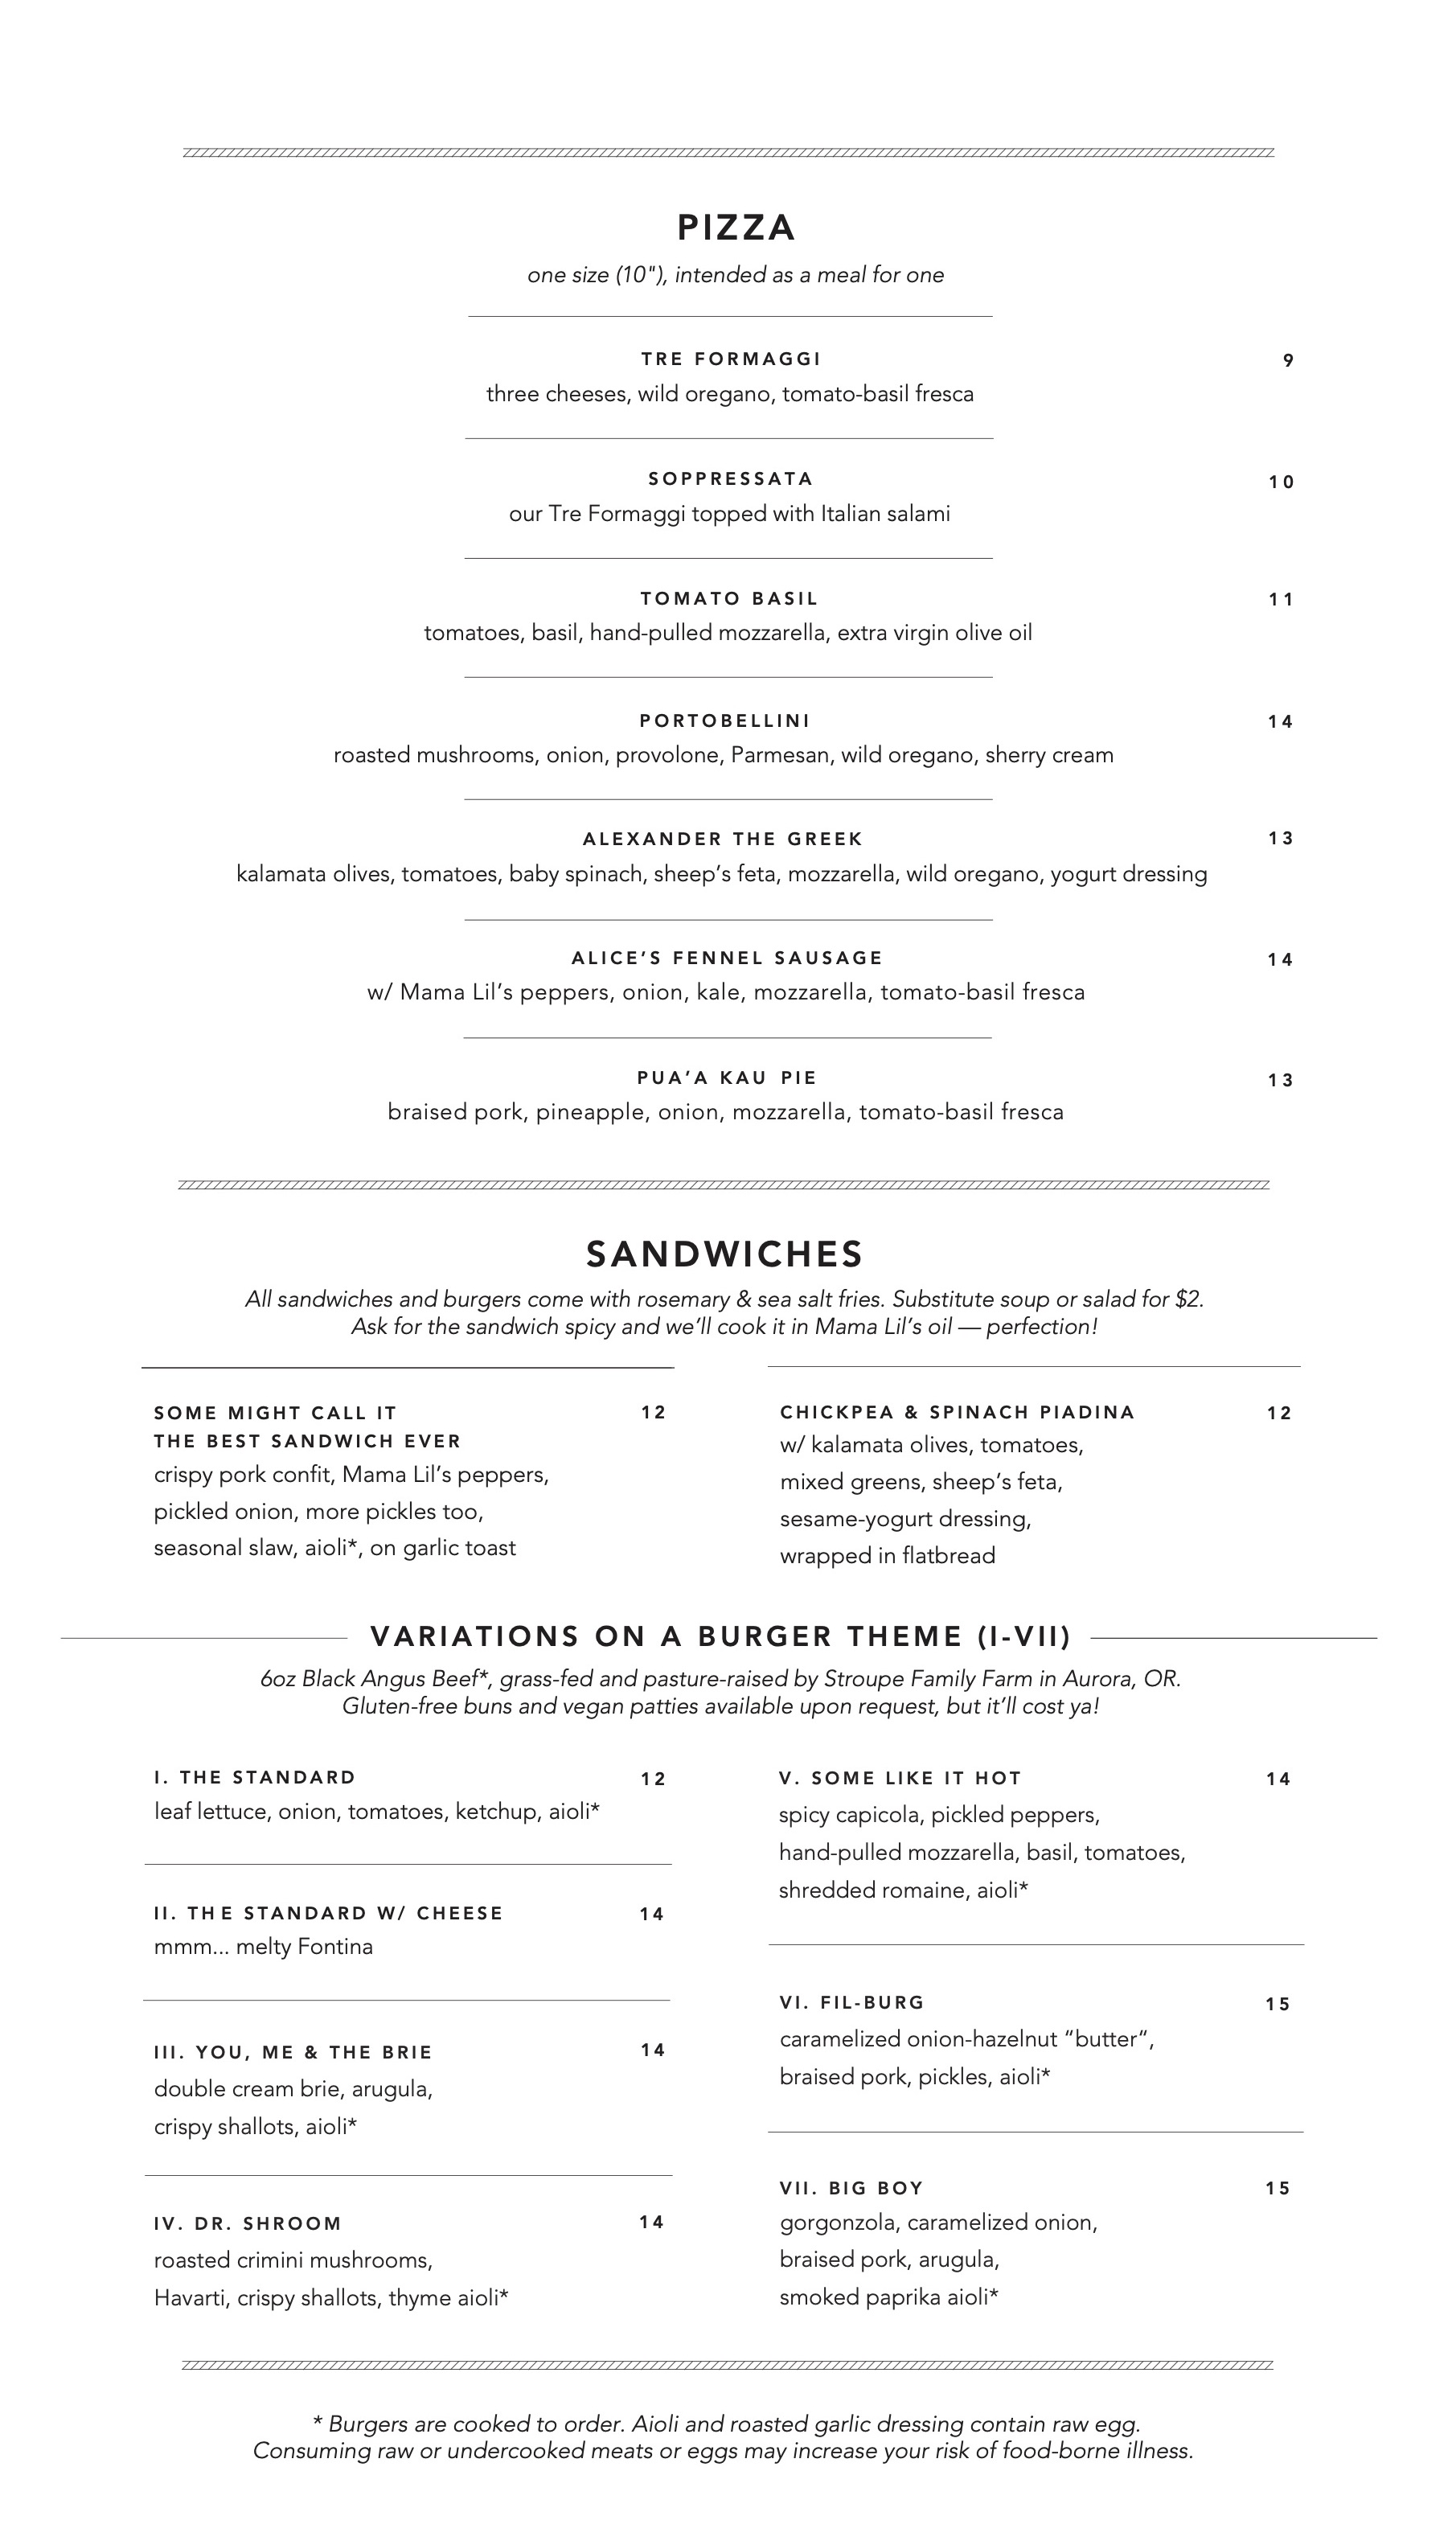 PIZZA
one size (10"), intended as a meal for one
TRE FORMAGGI 9
three cheeses, wild oregano, tomato-basil fresca
SOPPRESSATA 10
our Tre Formaggi topped with Italian salami
TOMATO BASIL 11
tomatoes, basil, hand-pulled mozzarella, extra virgin olive oil
PORTOBELLINI 14
roasted mushrooms, onion, provolone, Parmesan, wild oregano, sherry cream
ALEXANDER THE GREEK 13
kalamata olives, tomatoes, baby spinach, sheep’s feta, mozzarella, wild oregano, yogurt dressing
ALICE’S FENNEL SAUSAGE 14
w/ Mama Lil’s peppers, onion, kale, mozzarella, tomato-basil fresca
PUA’A KAU PIE 13
braised pork, pineapple, onion, mozzarella, tomato-basil fresca
SANDWICHES
All sandwiches and burgers come with rosemary & sea salt fries. Substitute soup or salad for $2.
Ask for the sandwich spicy and we’ll cook it in Mama Lil’s oil — perfection!
SOME MIGHT CALL IT 12
THE BEST SANDWICH EVER
crispy pork confit, Mama Lil’s peppers,
pickled onion, more pickles too,
seasonal slaw, aioli*, on garlic toast
CHICKPEA & SPINACH PIADINA 12
w/ kalamata olives, tomatoes,
mixed greens, sheep’s feta,
sesame-yogurt dressing,
wrapped in flatbread
VARIATIONS ON A BURGER THEME (I-VII)
6oz Black Angus Beef*, grass-fed and pasture-raised by Stroupe Family Farm in Aurora, OR.
Gluten-free buns and vegan patties available upon request, but it’ll cost ya!
I. THE STANDARD 12
leaf lettuce, onion, tomatoes, ketchup, aioli*
II. THE STANDARD W/ CHEESE 14
mmm... melty Fontina
III. YOU, ME & THE BRIE 14
double cream brie, arugula,
crispy shallots, aioli*
IV. DR. SHROOM 14
roasted crimini mushrooms,
Havarti, crispy shallots, thyme aioli*
V. SOME LIKE IT HOT 14
spicy capicola, pickled peppers,
hand-pulled mozzarella, basil, tomatoes,
shredded romaine, aioli*
VI. FIL-BURG 15
caramelized onion-hazelnut “butter“,
braised pork, pickles, aioli*
VII. BIG BOY 15
gorgonzola, caramelized onion,
braised pork, arugula,
smoked paprika aioli*
* Burgers are cooked to order. Aioli and roasted garlic dressing contain raw egg.
Consuming raw or undercooked meats or eggs may increase your risk of food-borne illness.